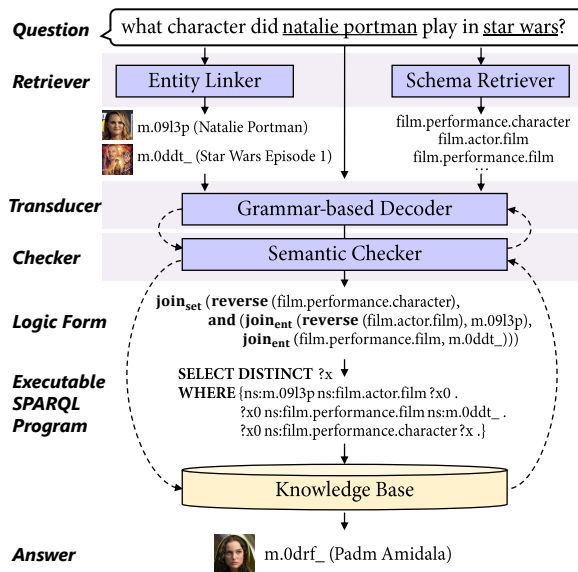 Question
what character did natalie portman play in star wars?
Retriever
Entity Linker
Schema Retriever
m.09l3p (Natalie Portman)
m.0ddt_ (Star Wars Episode 1)
film.performance.character
film.actor.film
film.performance.film
...
Transducer
Grammar-based Decoder
Checker
Semantic Checker
Logic Form
join_set (reverse (film.performance.character),
and (join_ent (reverse (film.actor.film), m.09l3p),
join_ent (film.performance.film, m.0ddt_)))
Executable
SPARQL
Program
SELECT DISTINCT ?x
WHERE {ns:m.09l3p ns:film.actor.film ?x0 .
?x0 ns:film.performance.film ns:m.0ddt_ .
?x0 ns:film.performance.character ?x .}
Knowledge Base
Answer
m.0drf_ (Padm Amidala)